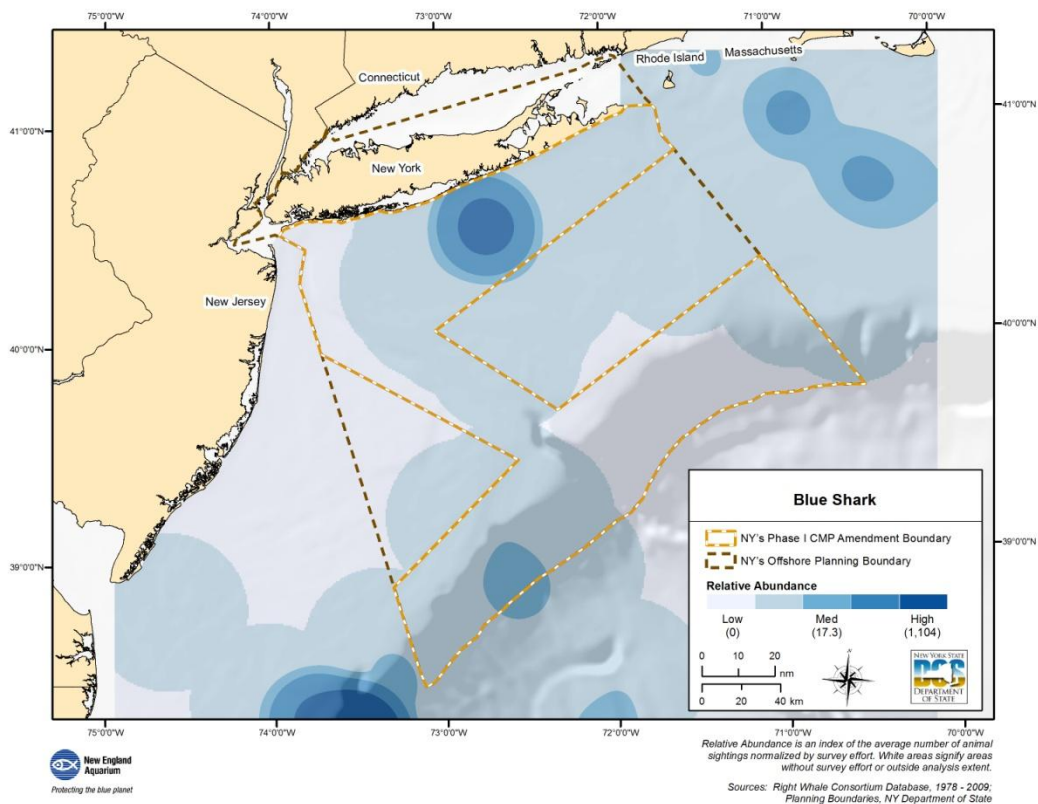 75°0'0"W 74°0'0"W 73°0'0"W 72°0'0"W 71°0'0"W 70°0'0"W
Connecticut
Rhode Island
Massachusetts
41°0'0"N 41°0'0"N
New York
New Jersey
40°0'0"N 40°0'0"N
39°0'0"N 39°0'0"N
Blue Shark
NY's Phase I CMP Amendment Boundary
NY's Offshore Planning Boundary
Relative Abundance
Low Med High
(0) (17.3) (1,104)
0 10 20
nm
0 20 40 km
N
NEW YORK STATE
DOS
DEPARTMENT
OF STATE
75°0'0"W 74°0'0"W 73°0'0"W 72°0'0"W 71°0'0"W 70°0'0"W
New England
Aquarium
Protecting the blue planet
Relative Abundance is an index of the average number of animal
sightings normalized by survey effort. White areas signify areas
without survey effort or outside analysis extent.
Sources: Right Whale Consortium Database, 1978 - 2009;
Planning Boundaries, NY Department of State